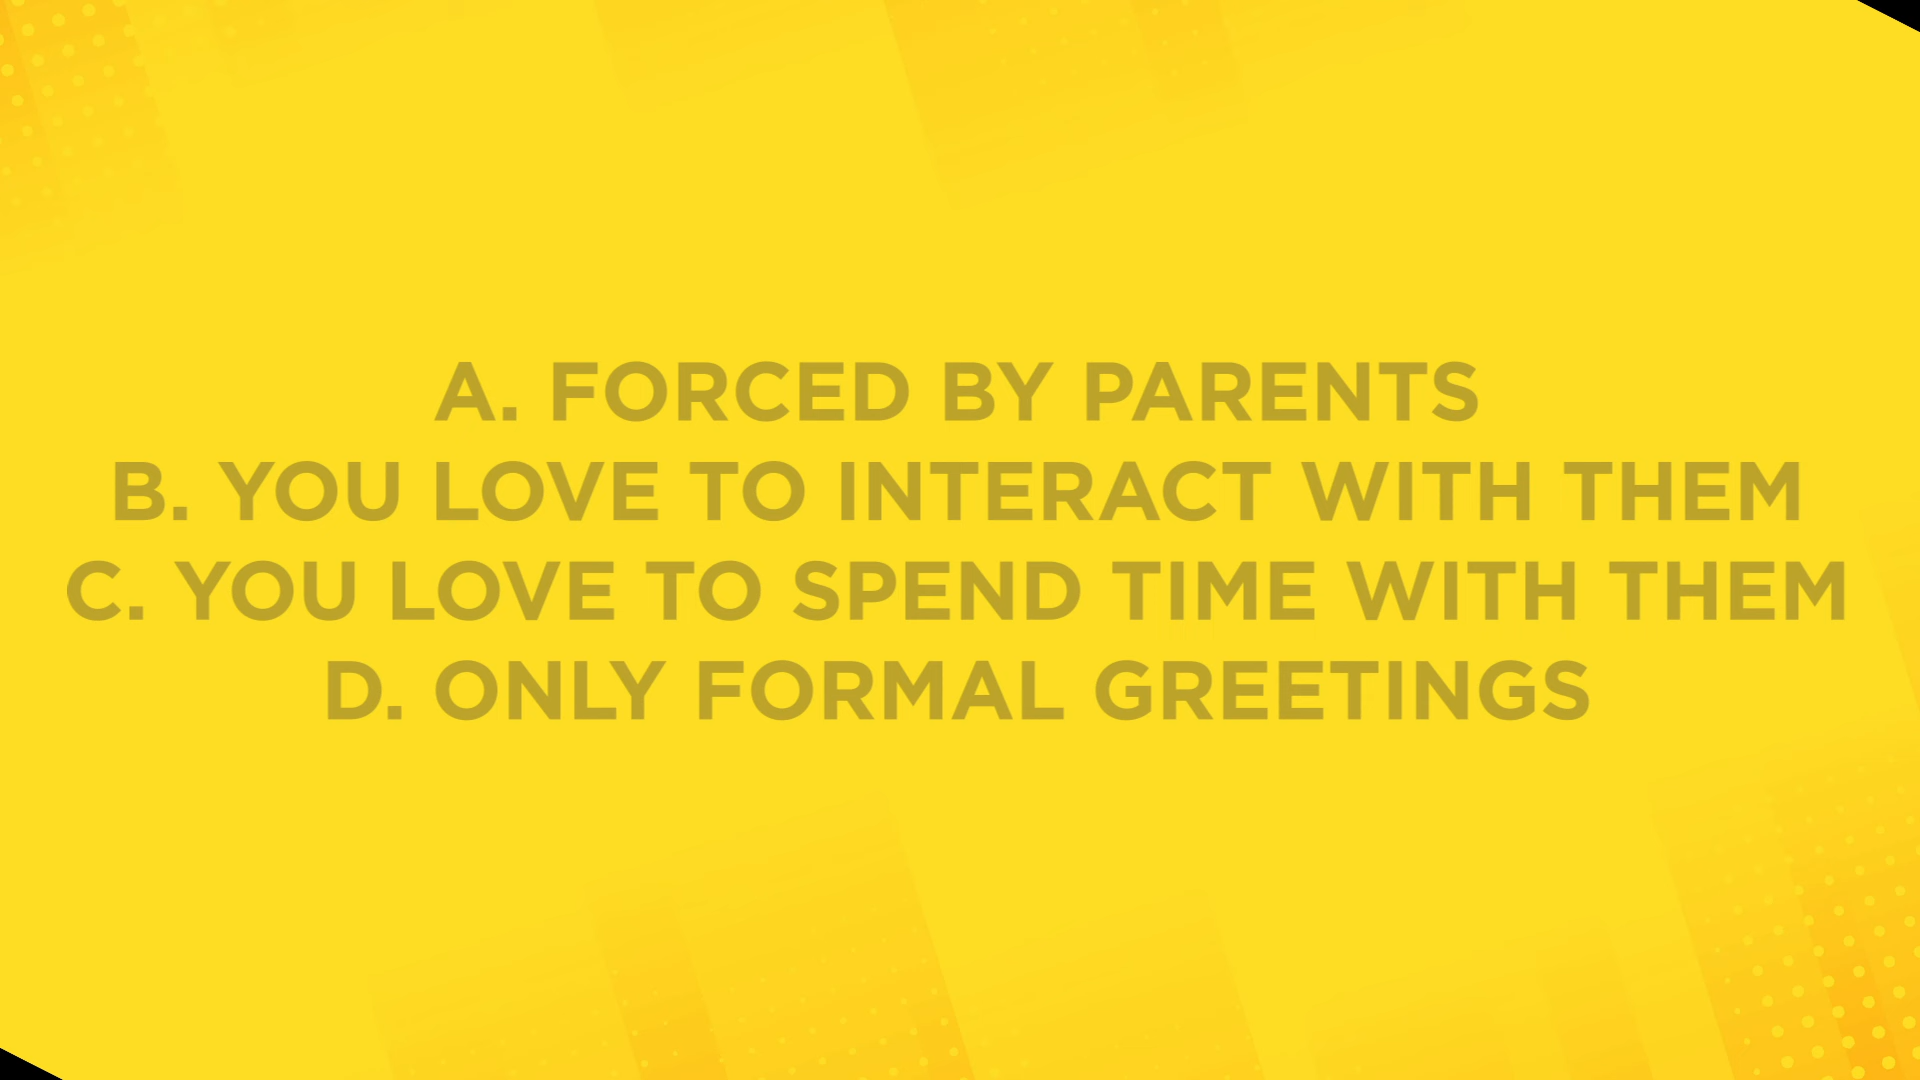 A. FORCED BY PARENTS
B. YOU LOVE TO INTERACT WITH THEM
C. YOU LOVE TO SPEND TIME WITH THEM
D. ONLY FORMAL GREETINGS